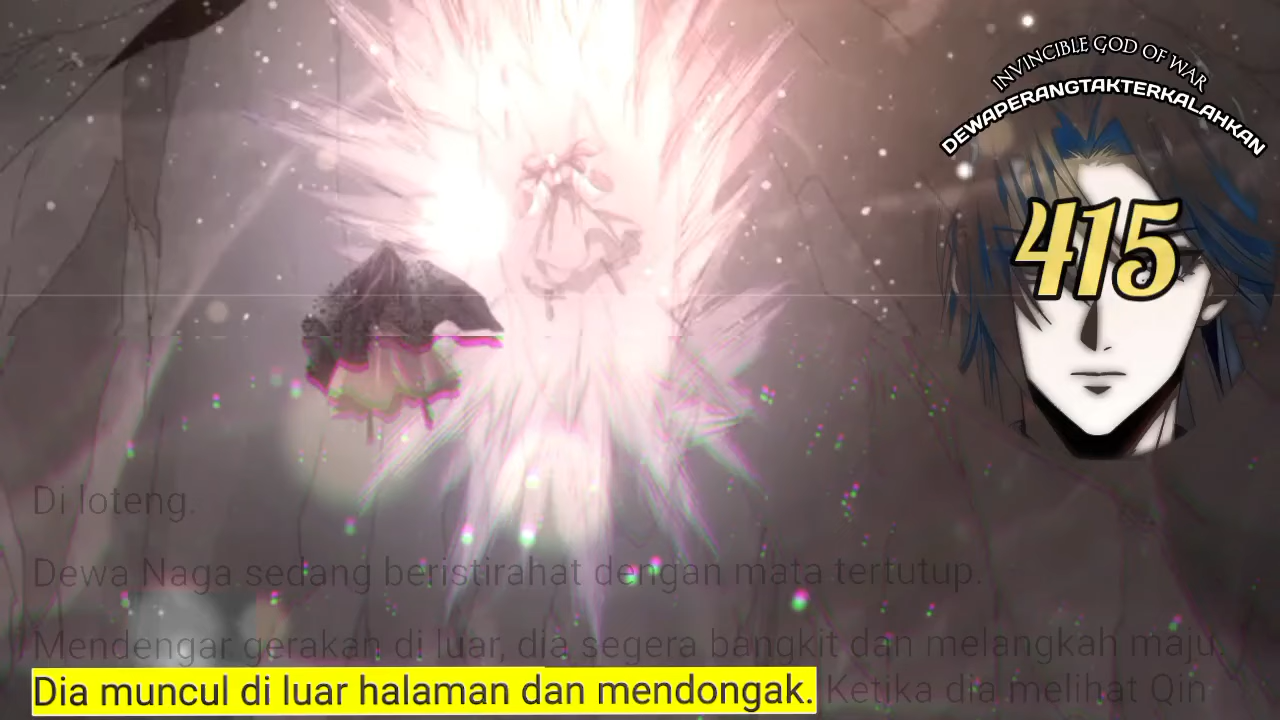 INVINCIBLE GOD OF WAR
DEWAPERANGTAKTERKALAHKAN
415
Di loteng.
Dewa Naga sedang beristirahat dengan mata tertutup.
Mendengar gerakan di luar, dia segera bangkit dan melangkah maju.
Dia muncul di luar halaman dan mendongak. Ketika dia melihat Qin